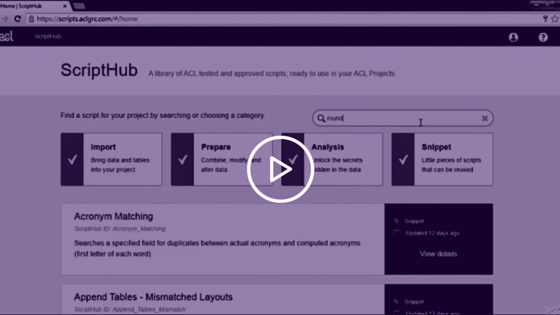 Home | ScriptHub
https://scripts.aclgrc.com/#/home
acl ScriptHub
ScriptHub A library of ACL tested and approved scripts, ready to use in your ACL Projects.
Find a script for your project by searching or choosing a category.
round
Import
Bring data and tables
into your project
Prepare
Combine, modify and
alter data
Analysis
Unlock the secrets
hidden in the data
Snippet
Little pieces of scripts
that can be reused
Acronym Matching
ScriptHub ID: Acronym_Matching
Searches a specified field for duplicates between actual acronyms and computed acronyms
(first letter of each word)
Snippet
Updated 12 days ago
View details
Append Tables - Mismatched Layouts
ScriptHub ID: Append_Tables_Mismatch
Snippet
Updated 12 days ago